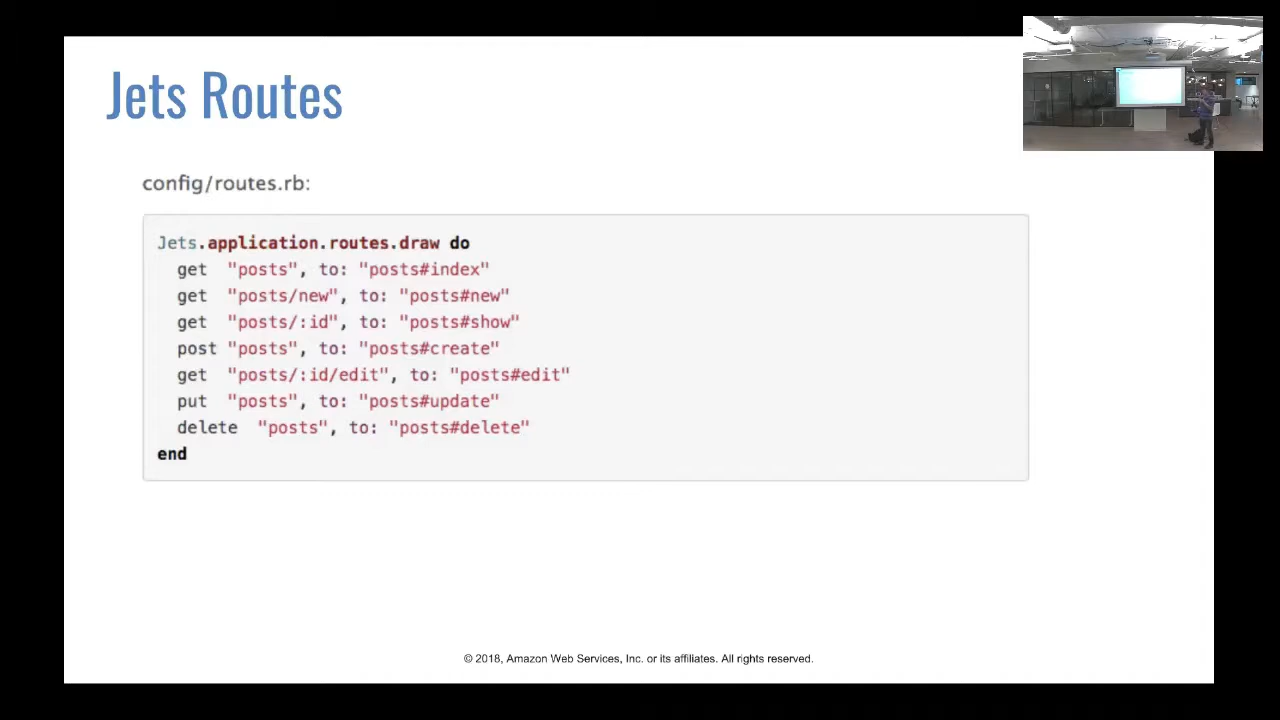 Jets Routes
config/routes.rb:
Jets.application.routes.draw do
  get  "posts", to: "posts#index"
  get  "posts/new", to: "posts#new"
  get  "posts/:id", to: "posts#show"
  post "posts", to: "posts#create"
  get  "posts/:id/edit", to: "posts#edit"
  put  "posts", to: "posts#update"
  delete  "posts", to: "posts#delete"
end
© 2018, Amazon Web Services, Inc. or its affiliates. All rights reserved.